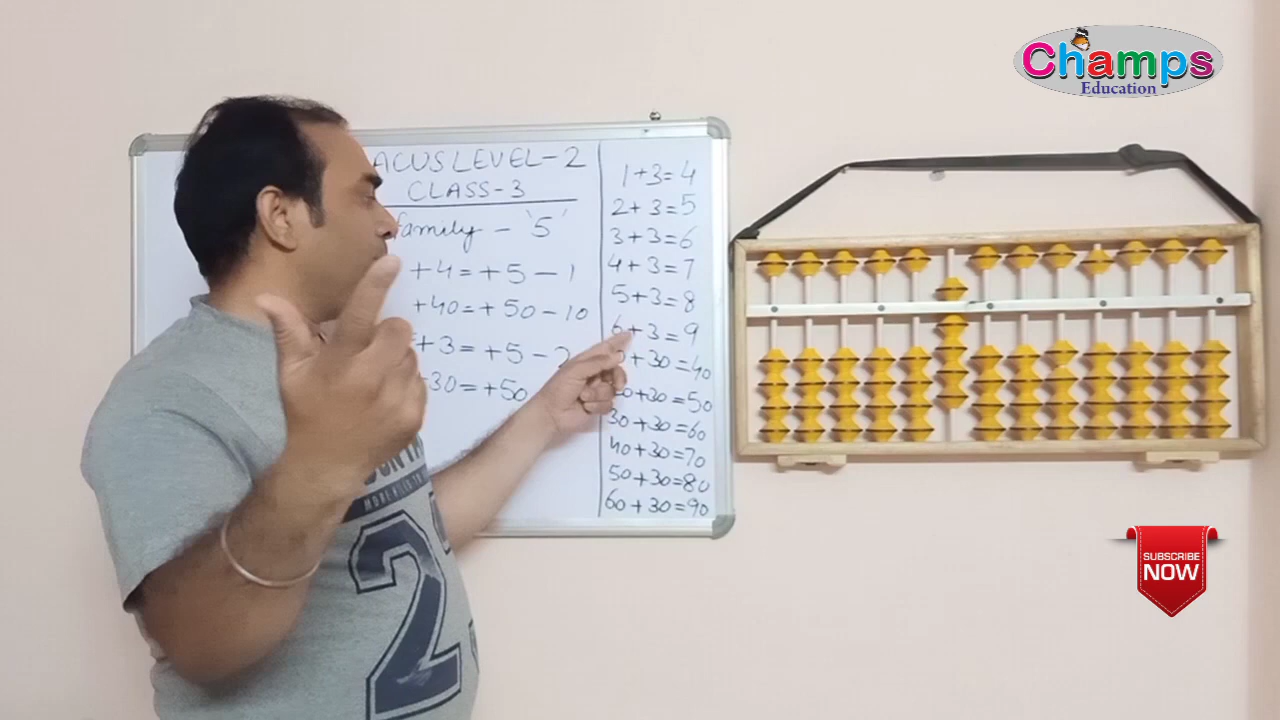 Champs
Education
ACUS LEVEL-2
CLASS-3
family - '5'
+4=+5-1
+40=+50-10
+3=+5-2
30=+50
1+3=4
2+3=5
3+3=6
4+3=7
5+3=8
6+3=9
+30=40
0+30=50
30+30=60
40+30=70
50+30=80
60+30=90
SUBSCRIBE
NOW
2